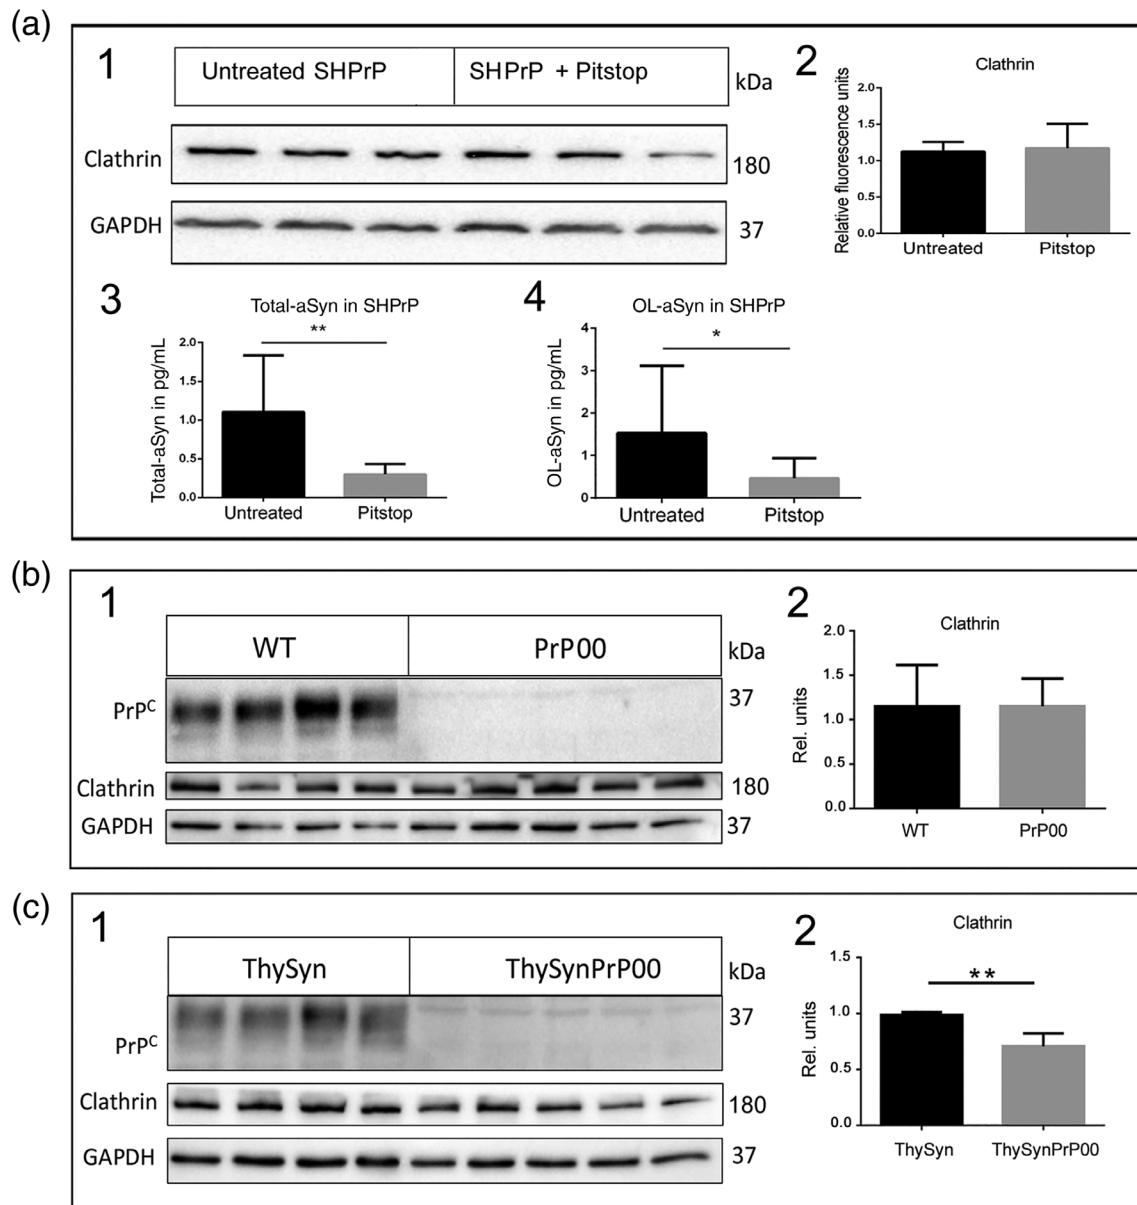 (a)
1
Untreated SHPrP
SHPrP + Pitstop
kDa
Clathrin
180
GAPDH
37
2
Clathrin
Relative fluorescence units
2.0
1.5
1.0
0.5
0.0
Untreated
Pitstop
3
Total-aSyn in SHPrP
**
Total-aSyn in pg/mL
2.0
1.5
1.0
0.5
0.0
Untreated
Pitstop
4
OL-aSyn in SHPrP
*
OL-aSyn in pg/mL
4
3
2
1
0
Untreated
Pitstop
(b)
1
WT
PrP00
kDa
PrPC
37
Clathrin
180
GAPDH
37
2
Clathrin
Rel. units
2.0
1.5
1.0
0.5
0.0
WT
PrP00
(c)
1
ThySyn
ThySynPrP00
kDa
PrPC
37
Clathrin
180
GAPDH
37
2
Clathrin
**
Rel. units
1.5
1.0
0.5
0.0
ThySyn
ThySynPrP00